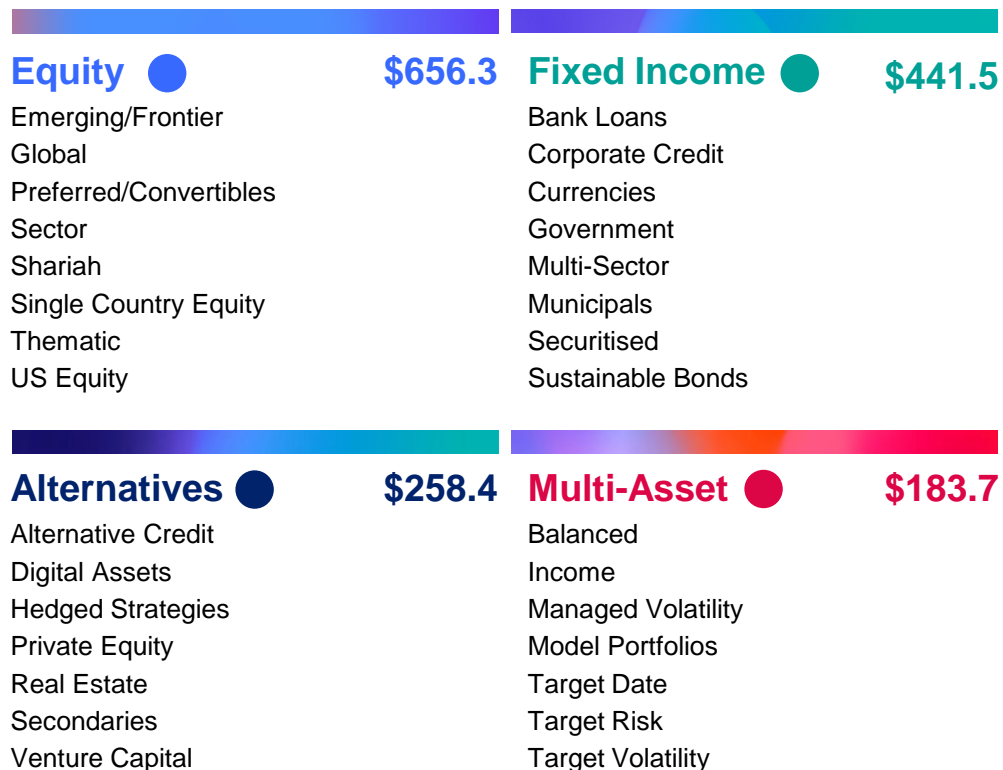 Equity $656.3
Emerging/Frontier
Global
Preferred/Convertibles
Sector
Shariah
Single Country Equity
Thematic
US Equity
Fixed Income $441.5
Bank Loans
Corporate Credit
Currencies
Government
Multi-Sector
Municipals
Securitised
Sustainable Bonds
Alternatives $258.4
Alternative Credit
Digital Assets
Hedged Strategies
Private Equity
Real Estate
Secondaries
Venture Capital
Multi-Asset $183.7
Balanced
Income
Managed Volatility
Model Portfolios
Target Date
Target Risk
Target Volatility